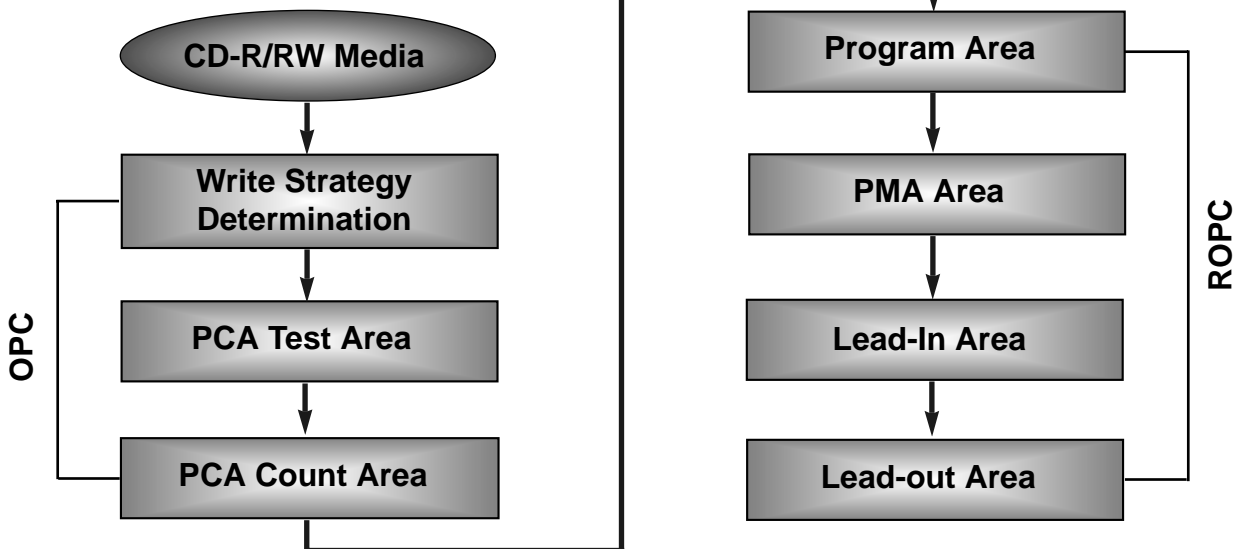 CD-R/RW Media
Write Strategy
Determination
PCA Test Area
PCA Count Area
OPC
Program Area
PMA Area
Lead-In Area
Lead-out Area
ROPC